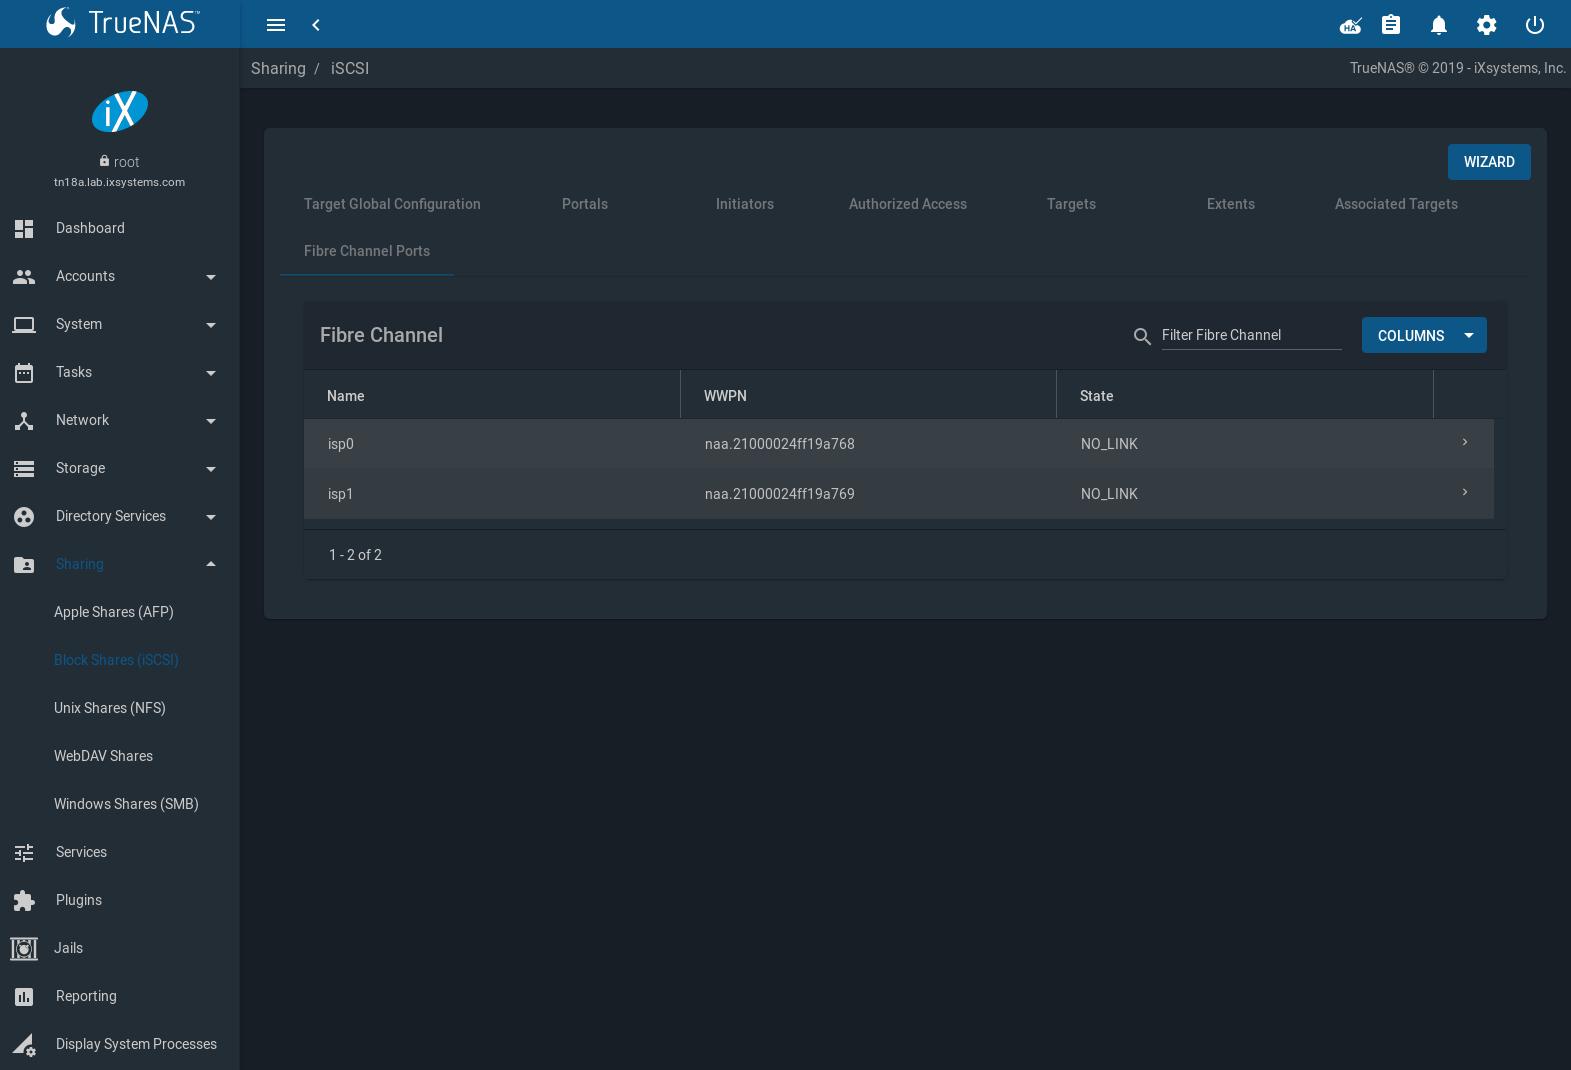 TrueNAS™
HA
Sharing / iSCSI
TrueNAS® © 2019 - iXsystems, Inc.
iX
root
tn18a.lab.ixsystems.com
Dashboard
Accounts
System
Tasks
Network
Storage
Directory Services
Sharing
Apple Shares (AFP)
Block Shares (iSCSI)
Unix Shares (NFS)
WebDAV Shares
Windows Shares (SMB)
Services
Plugins
Jails
Reporting
Display System Processes
WIZARD
Target Global Configuration Portals Initiators Authorized Access Targets Extents Associated Targets
Fibre Channel Ports
Fibre Channel
Filter Fibre Channel
COLUMNS
Name WWPN State
isp0 naa.21000024ff19a768 NO_LINK
isp1 naa.21000024ff19a769 NO_LINK
1 - 2 of 2